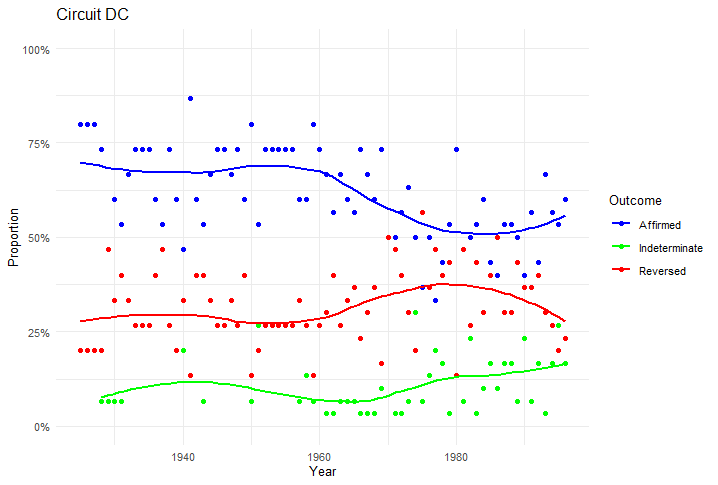 Circuit DC
100%
75%
50%
25%
0%
Proportion
1940
1960
1980
Year
Outcome
Affirmed
Indeterminate
Reversed